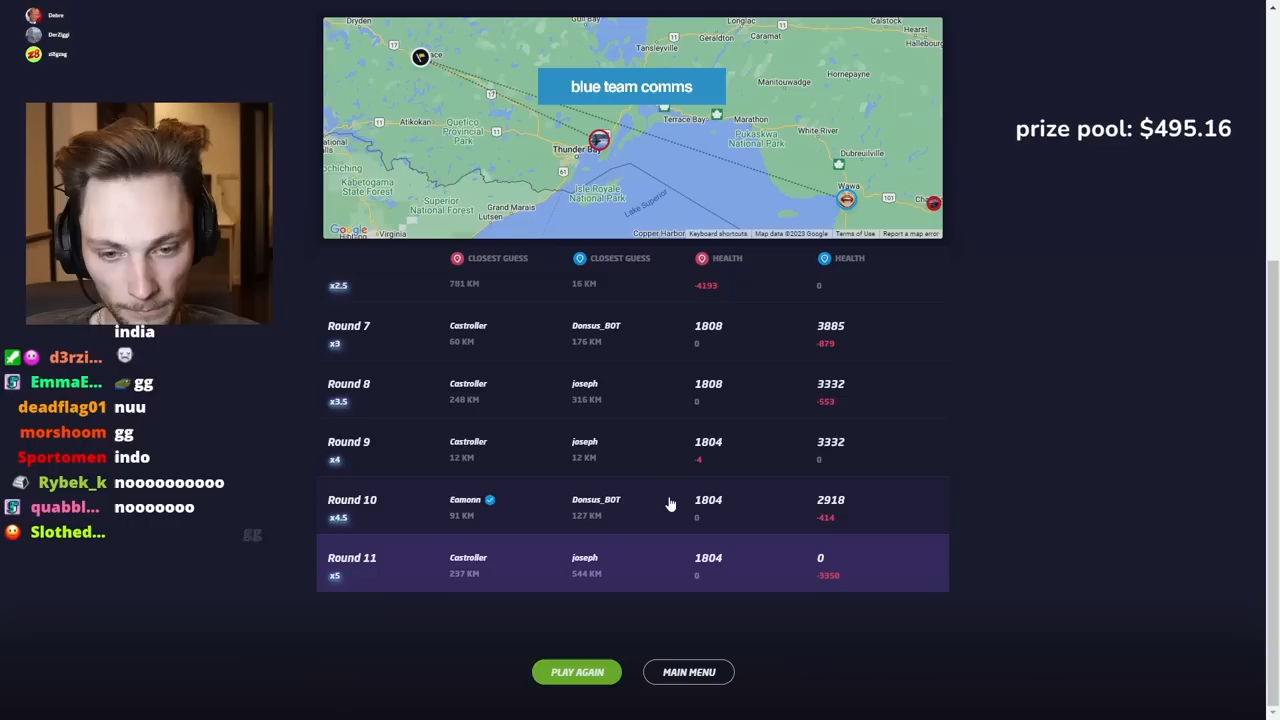 Debre
DerZiggi
zi8gzag
Dryden
Gull Bay
Longlac
Calstock
Geraldton
Caramat
Hearst
Hallebourg
Tansleyville
Manitouwadge
Hornepayne
blue team comms
Atikokan
Quetico
Provincial
Park
Terrace Bay
Marathon
Pukaskwa
National Park
White River
Dubreuilville
Thunder Bay
Kabetogama
State Forest
Isle Royale
National Park
Superior
National Forest
Grand Marais
Lutsen
Lake Superior
Wawa
Virginia
Copper Harbor
Google
Keyboard shortcuts
Map data ©2023 Google
Terms of Use
Report a map error
prize pool: $495.16
CLOSEST GUESS CLOSEST GUESS HEALTH HEALTH
x2.5 781 KM 16 KM -4193 0
Round 7 Castroller Donsus_BOT 1808 3885
x3 60 KM 176 KM 0 -879
Round 8 Castroller joseph 1808 3332
x3.5 248 KM 316 KM 0 -553
Round 9 Castroller joseph 1804 3332
x4 12 KM 12 KM -4 0
Round 10 Eamonn Donsus_BOT 1804 2918
x4.5 91 KM 127 KM 0 -414
Round 11 Castroller joseph 1804 0
x5 237 KM 544 KM 0 -3350
PLAY AGAIN MAIN MENU
india
d3rzi...
EmmaE... gg
deadflag01 nuu
morshoom gg
Sportomen indo
Rybek_k noooooooooo
quabbl... nooooooo
Slothed... gg